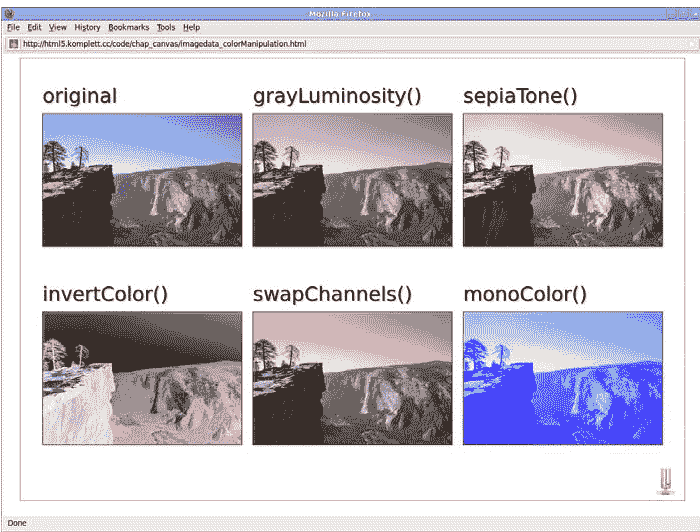 Mozilla Firefox
File Edit View History Bookmarks Tools Help
http://html5.komplett.cc/code/chap_canvas/imagedata_colorManipulation.html
original grayLuminosity() sepiaTone()
invertColor() swapChannels() monoColor()
Done